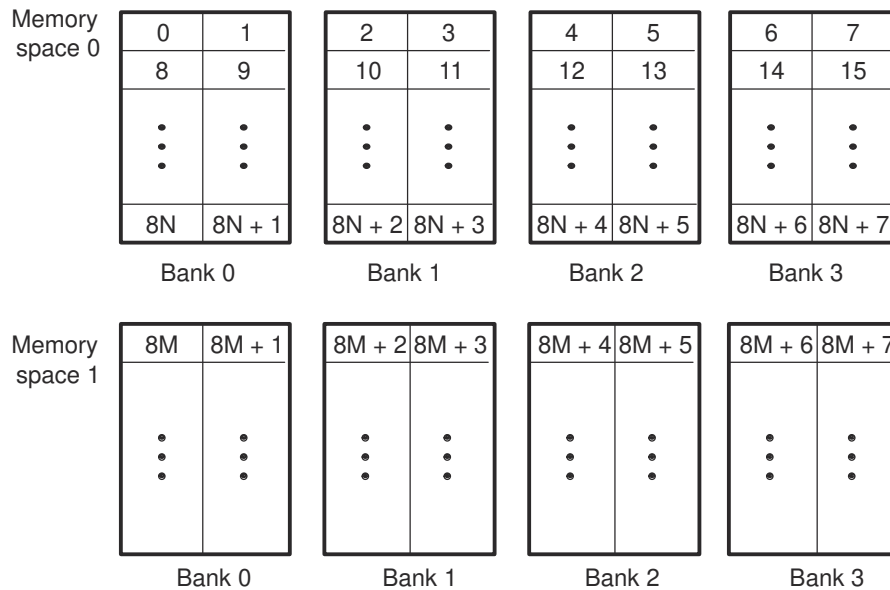 Memory space 0
0 1 2 3 4 5 6 7
8 9 10 11 12 13 14 15
8N 8N + 1 8N + 2 8N + 3 8N + 4 8N + 5 8N + 6 8N + 7
Bank 0 Bank 1 Bank 2 Bank 3
Memory space 1
8M 8M + 1 8M + 2 8M + 3 8M + 4 8M + 5 8M + 6 8M + 7
Bank 0 Bank 1 Bank 2 Bank 3